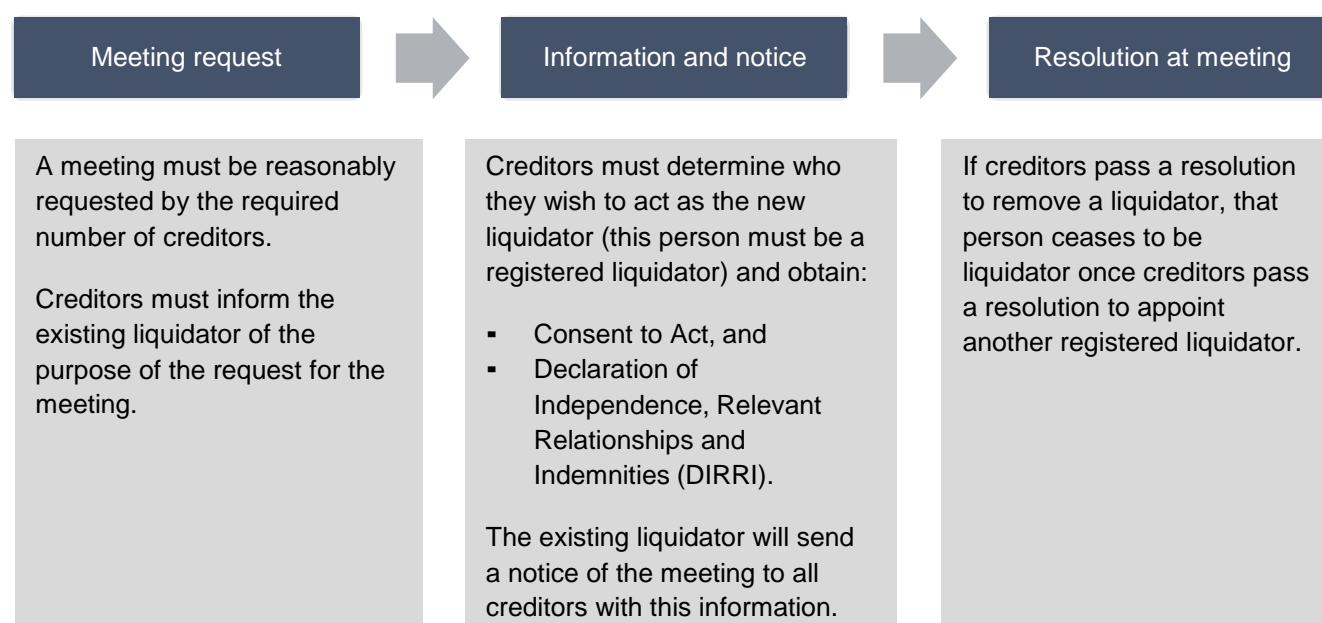 Meeting request
Information and notice
Resolution at meeting
A meeting must be reasonably
requested by the required
number of creditors.
Creditors must inform the
existing liquidator of the
purpose of the request for the
meeting.
Creditors must determine who
they wish to act as the new
liquidator (this person must be a
registered liquidator) and obtain:
▪ Consent to Act, and
▪ Declaration of
Independence, Relevant
Relationships and
Indemnities (DIRRI).
The existing liquidator will send
a notice of the meeting to all
creditors with this information.
If creditors pass a resolution
to remove a liquidator, that
person ceases to be
liquidator once creditors pass
a resolution to appoint
another registered liquidator.